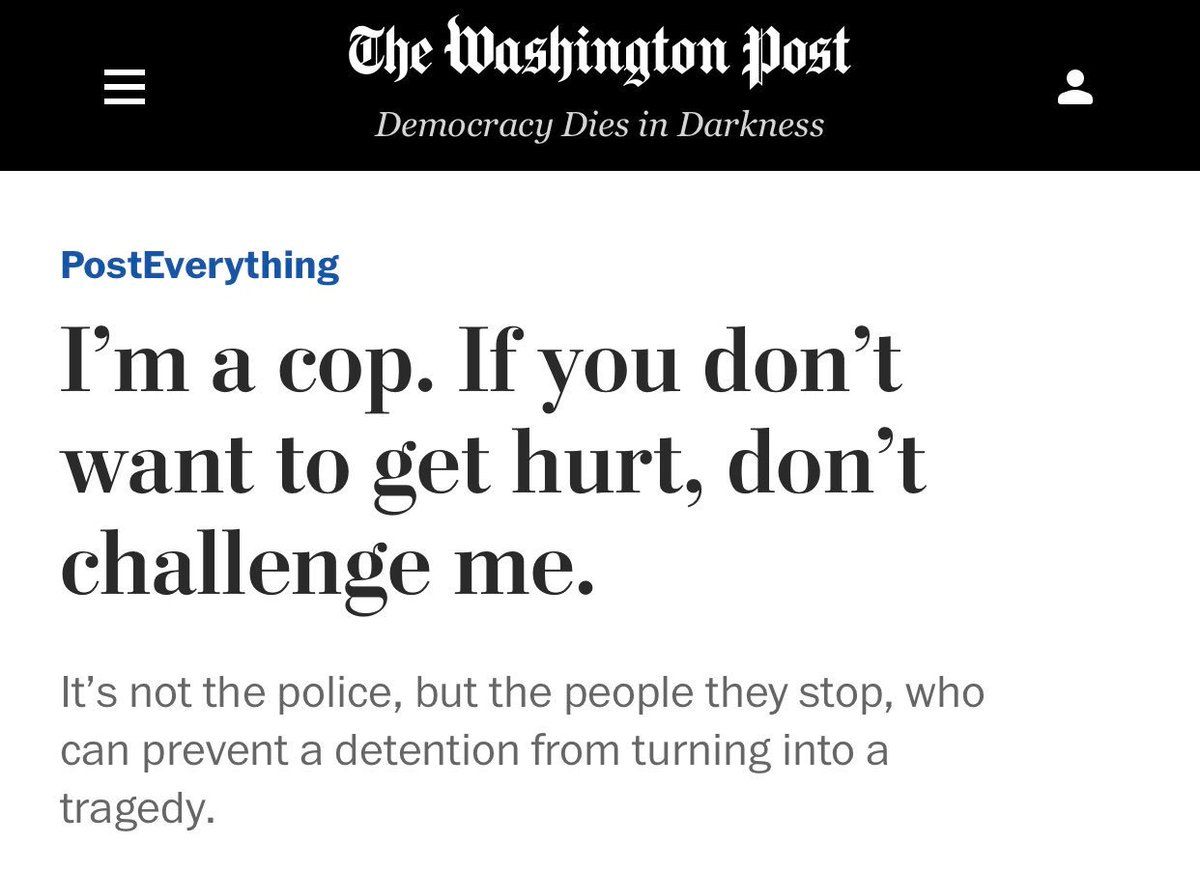 The Washington Post
Democracy Dies in Darkness
PostEverything
I’m a cop. If you don’t
want to get hurt, don’t
challenge me.
It’s not the police, but the people they stop, who
can prevent a detention from turning into a
tragedy.